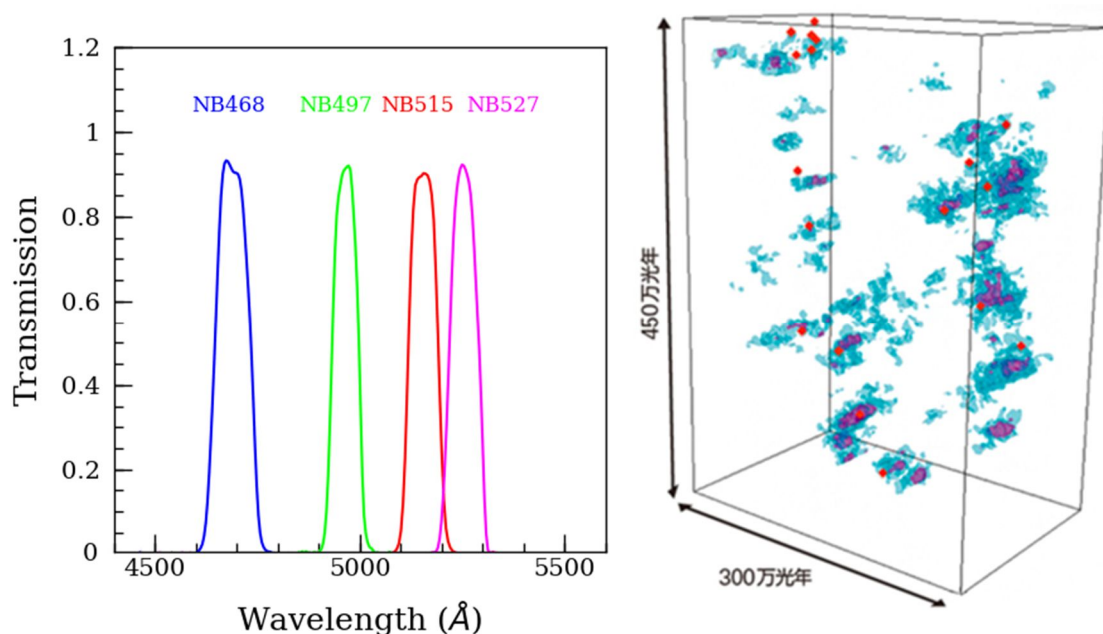 1.2
1
0.8
0.6
0.4
0.2
0
Transmission
NB468 NB497 NB515 NB527
4500 5000 5500
Wavelength (Å)
450万光年
300万光年